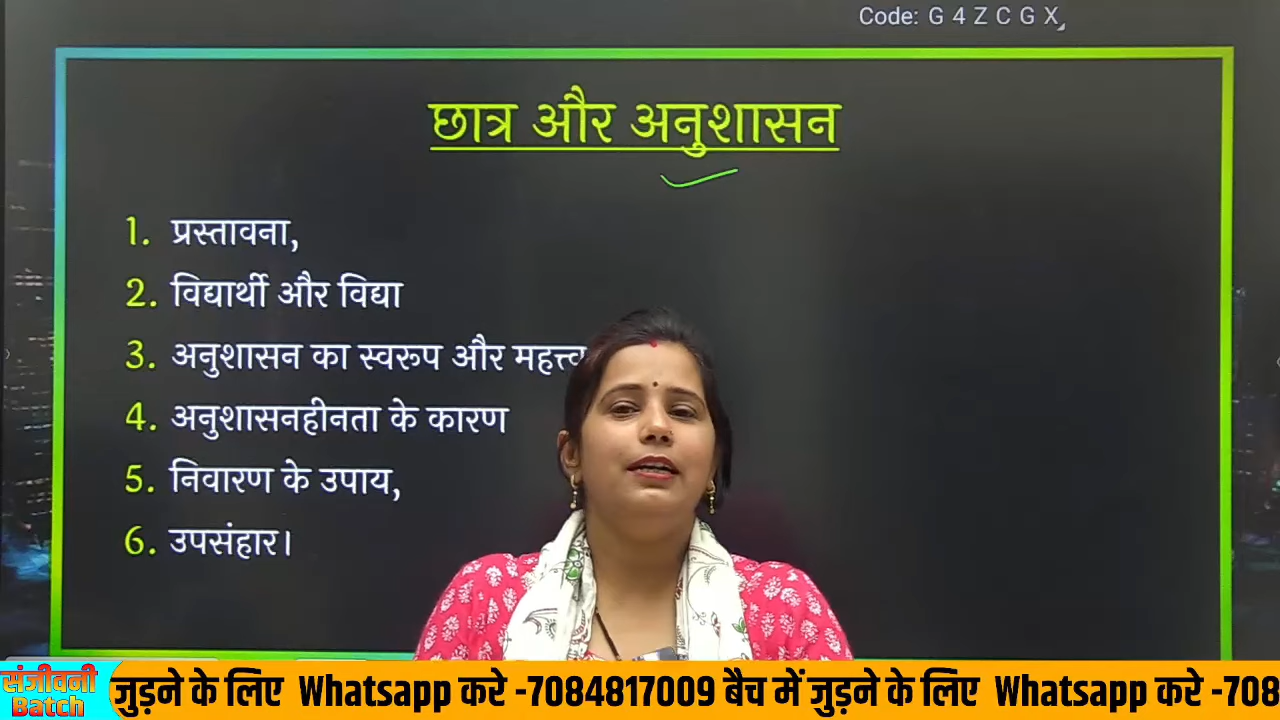 Code: G 4 Z C G X
छात्र और अनुशासन
1. प्रस्तावना,
2. विद्यार्थी और विद्या
3. अनुशासन का स्वरूप और महत्त्व
4. अनुशासनहीनता के कारण
5. निवारण के उपाय,
6. उपसंहार।
संजीवनी
Batch
जुड़ने के लिए Whatsapp करे -7084817009 बैच में जुड़ने के लिए Whatsapp करे -708